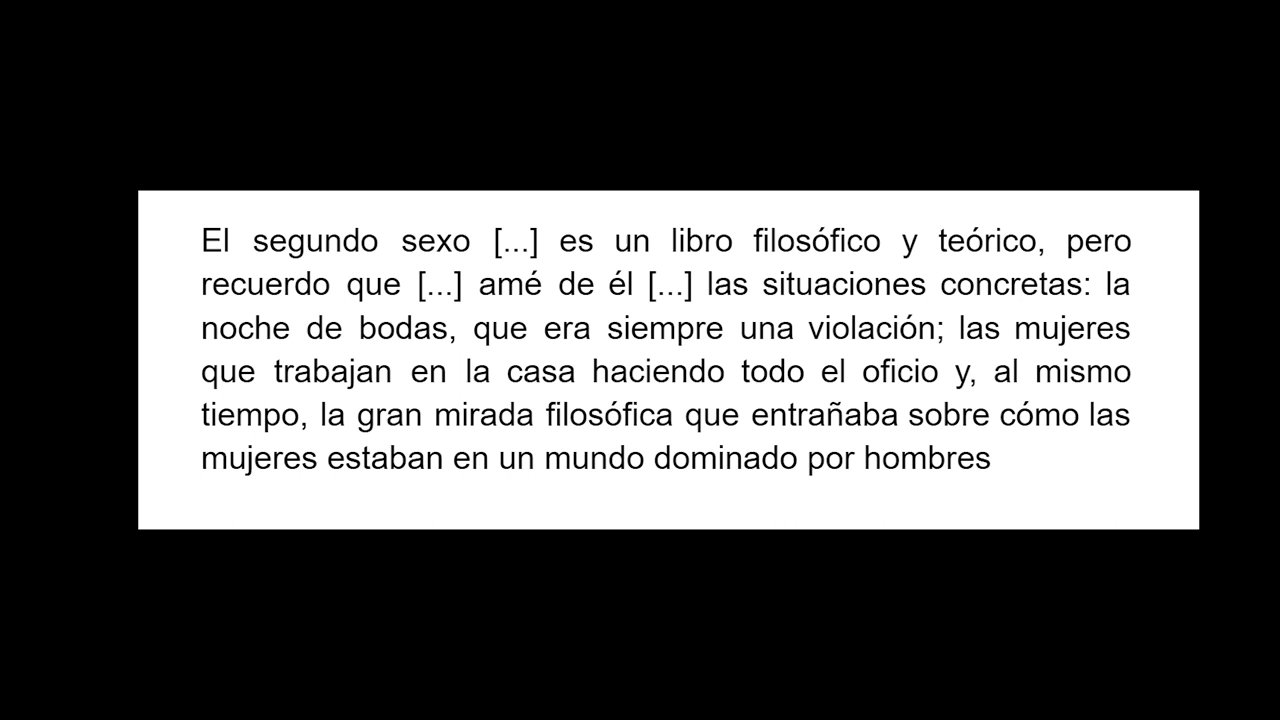 El segundo sexo [...] es un libro filosófico y teórico, pero
recuerdo que [...] amé de él [...] las situaciones concretas: la
noche de bodas, que era siempre una violación; las mujeres
que trabajan en la casa haciendo todo el oficio y, al mismo
tiempo, la gran mirada filosófica que entrañaba sobre cómo las
mujeres estaban en un mundo dominado por hombres